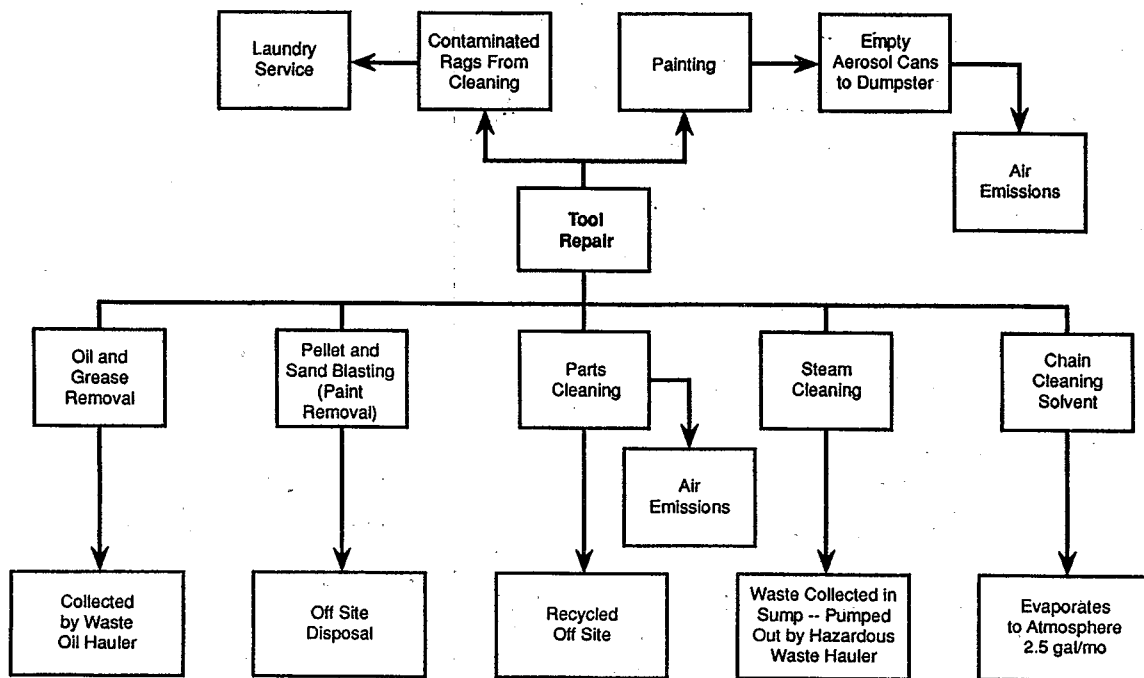 Laundry
Service
Contaminated
Rags From
Cleaning
Painting
Empty
Aerosol Cans
to Dumpster
Air
Emissions
Tool
Repair
Oil and
Grease
Removal
Pellet and
Sand Blasting
(Paint
Removal)
Parts
Cleaning
Steam
Cleaning
Chain
Cleaning
Solvent
Air
Emissions
Collected
by Waste
Oil Hauler
Off Site
Disposal
Recycled
Off Site
Waste Collected in
Sump -- Pumped
Out by Hazardous
Waste Hauler
Evaporates
to Atmosphere
2.5 gal/mo